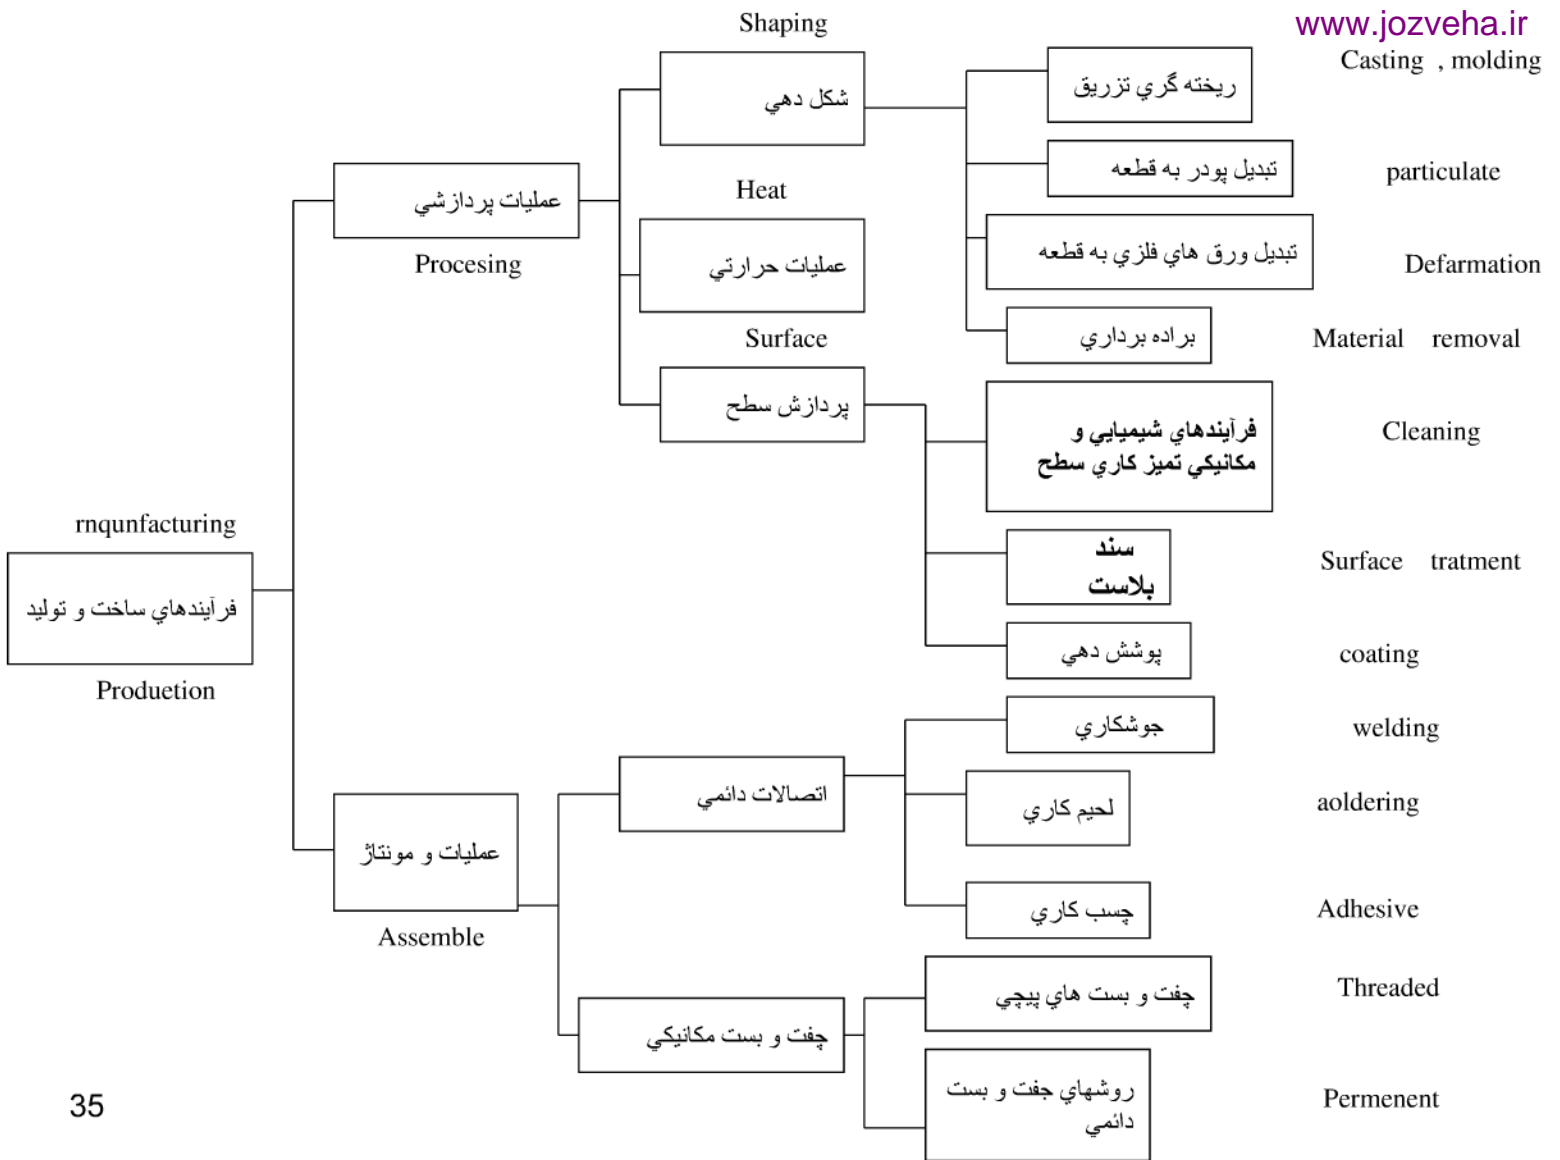 www.jozveha.ir
Shaping
Casting , molding
شكل دهي
ريخته گري تزريق
تبديل پودر به قطعه
particulate
Heat
عمليات پردازشي
Procesing
عمليات حرارتي
تبديل ورق هاي فلزي به قطعه
Defarmation
Surface
براده برداري
Material removal
پردازش سطح
فرآيندهاي شيميايي و
مكانيكي تميز كاري سطح
Cleaning
rnqunfacturing
فرآيندهاي ساخت و توليد
Produetion
سند
بلاست
Surface tratment
پوشش دهي
coating
جوشكاري
welding
اتصالات دائمي
لحيم كاري
aoldering
عمليات و مونتاژ
Assemble
چسب كاري
Adhesive
چفت و بست هاي پيچي
Threaded
چفت و بست مكانيكي
روشهاي جفت و بست
دائمي
Permenent
35